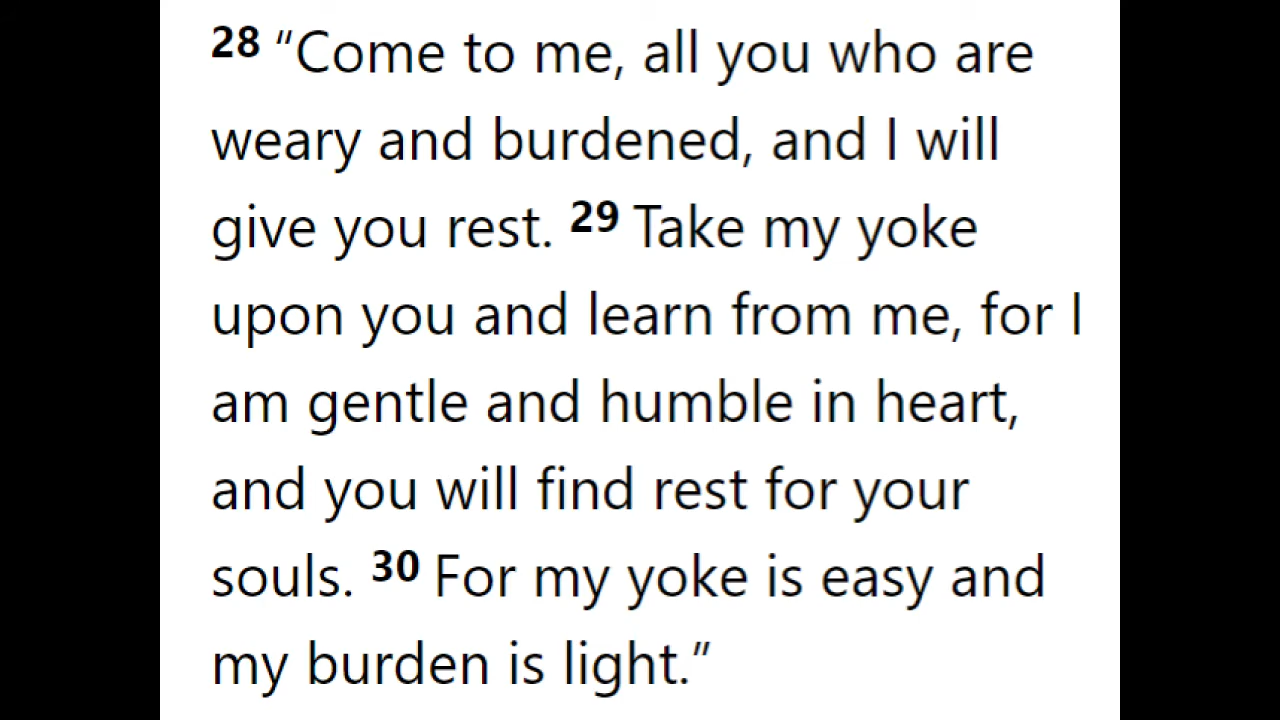 28 “Come to me, all you who are
weary and burdened, and I will
give you rest. 29 Take my yoke
upon you and learn from me, for I
am gentle and humble in heart,
and you will find rest for your
souls. 30 For my yoke is easy and
my burden is light.”